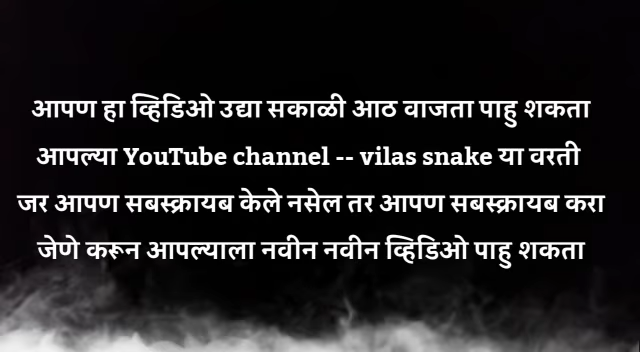 आपण हा व्हिडिओ उद्या सकाळी आठ वाजता पाहु शकता
आपल्या YouTube channel -- vilas snake या वरती
जर आपण सबस्क्रायब केले नसेल तर आपण सबस्क्रायब करा
जेणे करून आपल्याला नवीन नवीन व्हिडिओ पाहु शकता